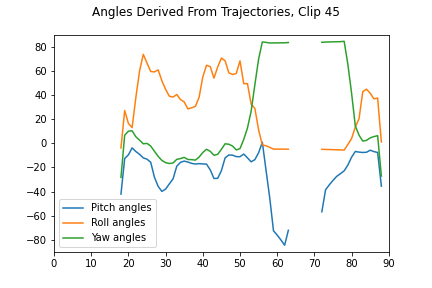 Angles Derived From Trajectories, Clip 45
80
60
40
20
0
−20
−40
−60
−80
Pitch angles
Roll angles
Yaw angles
0 10 20 30 40 50 60 70 80 90